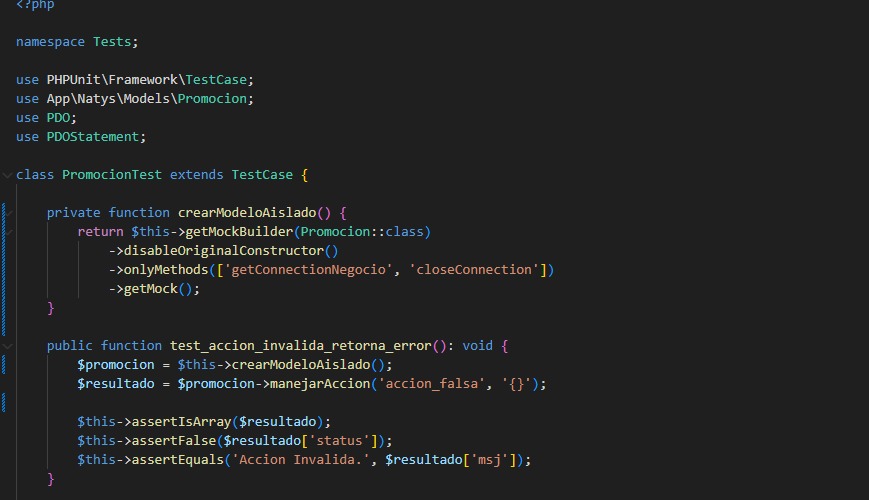 <?php
namespace Tests;
use PHPUnit\Framework\TestCase;
use App\Natys\Models\Promocion;
use PDO;
use PDOStatement;
class PromocionTest extends TestCase {
    private function crearModeloAislado() {
        return $this->getMockBuilder(Promocion::class)
            ->disableOriginalConstructor()
            ->onlyMethods(['getConnectionNegocio', 'closeConnection'])
            ->getMock();
    }
    public function test_accion_invalida_retorna_error(): void {
        $promocion = $this->crearModeloAislado();
        $resultado = $promocion->manejarAccion('accion_falsa', '{}');
        $this->assertIsArray($resultado);
        $this->assertFalse($resultado['status']);
        $this->assertEquals('Accion Invalida.', $resultado['msj']);
    }